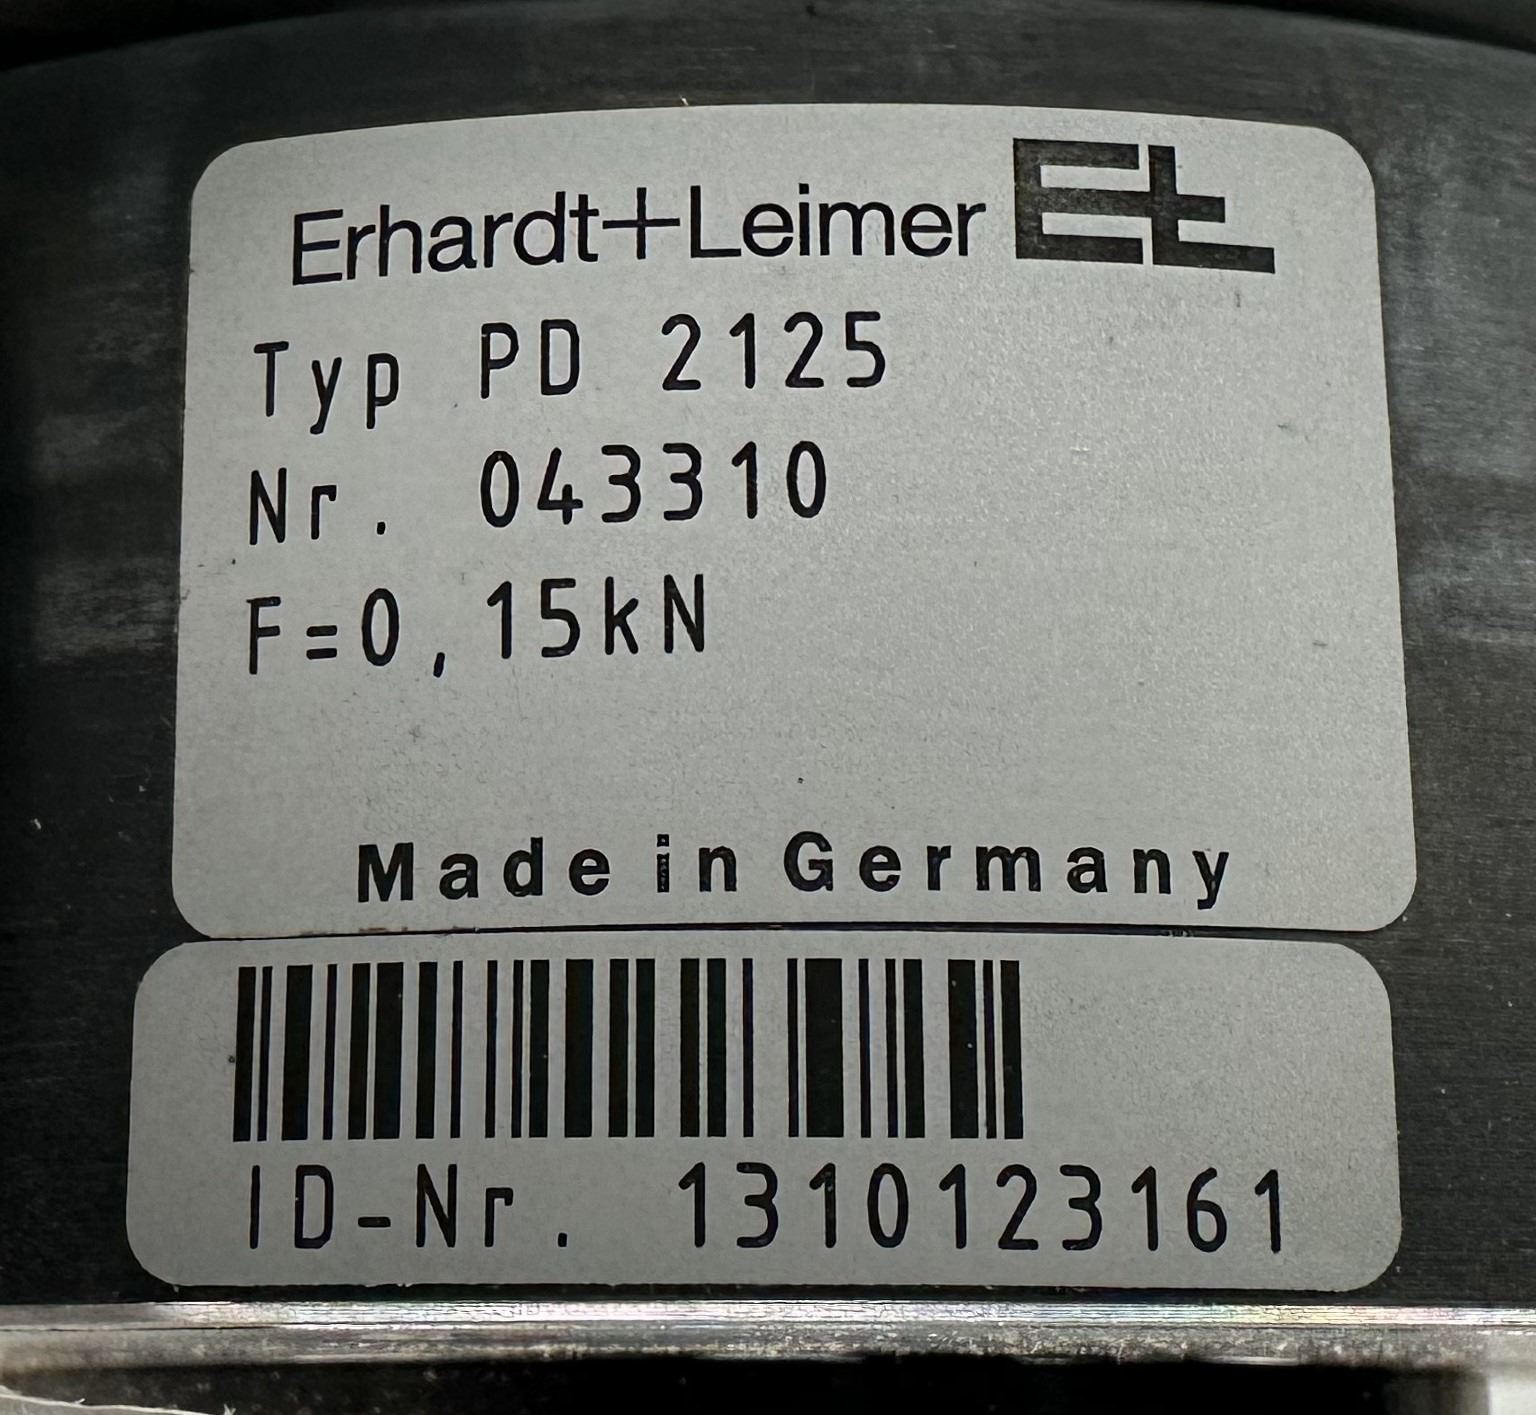 Erhardt+Leimer E+L
Typ PD 2125
Nr. 043310
F=0,15kN
Made in Germany
ID-Nr. 1310123161